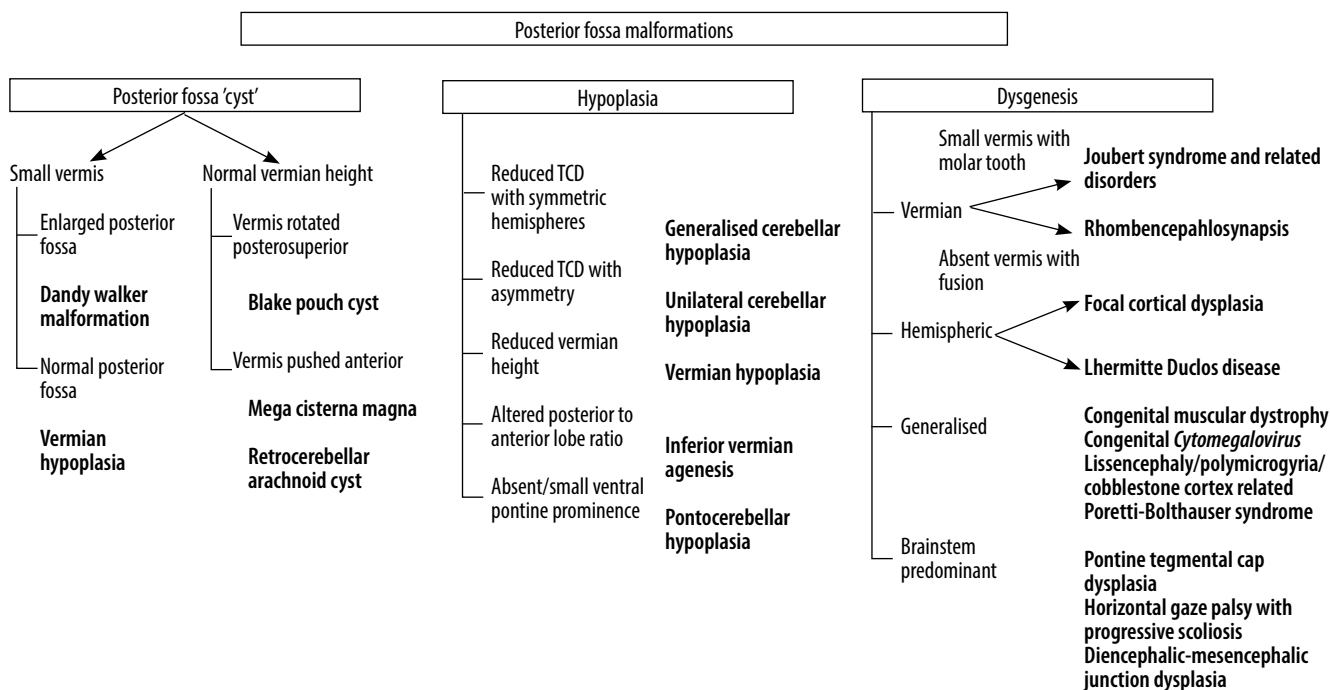 Posterior fossa malformations
Posterior fossa 'cyst'
Small vermis
Enlarged posterior
fossa
Dandy walker
malformation
Normal posterior
fossa
Vermian
hypoplasia
Normal vermian height
Vermis rotated
posterosuperior
Blake pouch cyst
Vermis pushed anterior
Mega cisterna magna
Retrocerebellar
arachnoid cyst
Hypoplasia
Reduced TCD
with symmetric
hemispheres
Generalised cerebellar
hypoplasia
Reduced TCD with
asymmetry
Unilateral cerebellar
hypoplasia
Reduced vermian
height
Vermian hypoplasia
Altered posterior to
anterior lobe ratio
Inferior vermian
agenesis
Absent/small ventral
pontine prominence
Pontocerebellar
hypoplasia
Dysgenesis
Vermian
Small vermis with
molar tooth
Joubert syndrome and related
disorders
Absent vermis with
fusion
Rhombencepahlosynapsis
Hemispheric
Focal cortical dysplasia
Lhermitte Duclos disease
Generalised
Congenital muscular dystrophy
Congenital Cytomegalovirus
Lissencephaly/polymicrogyria/
cobblestone cortex related
Poretti-Bolthauser syndrome
Brainstem
predominant
Pontine tegmental cap
dysplasia
Horizontal gaze palsy with
progressive scoliosis
Diencephalic-mesencephalic
junction dysplasia